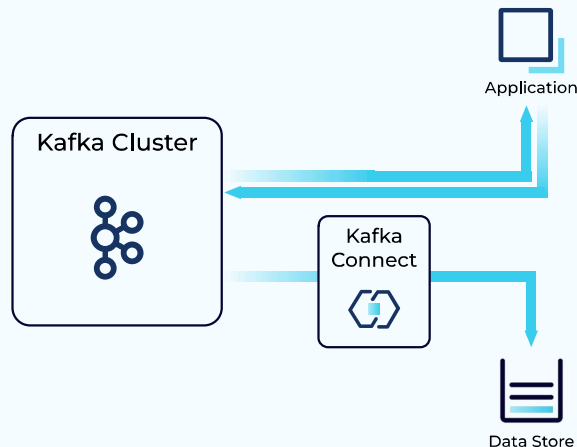 Application
Kafka Cluster
Kafka
Connect
Data Store